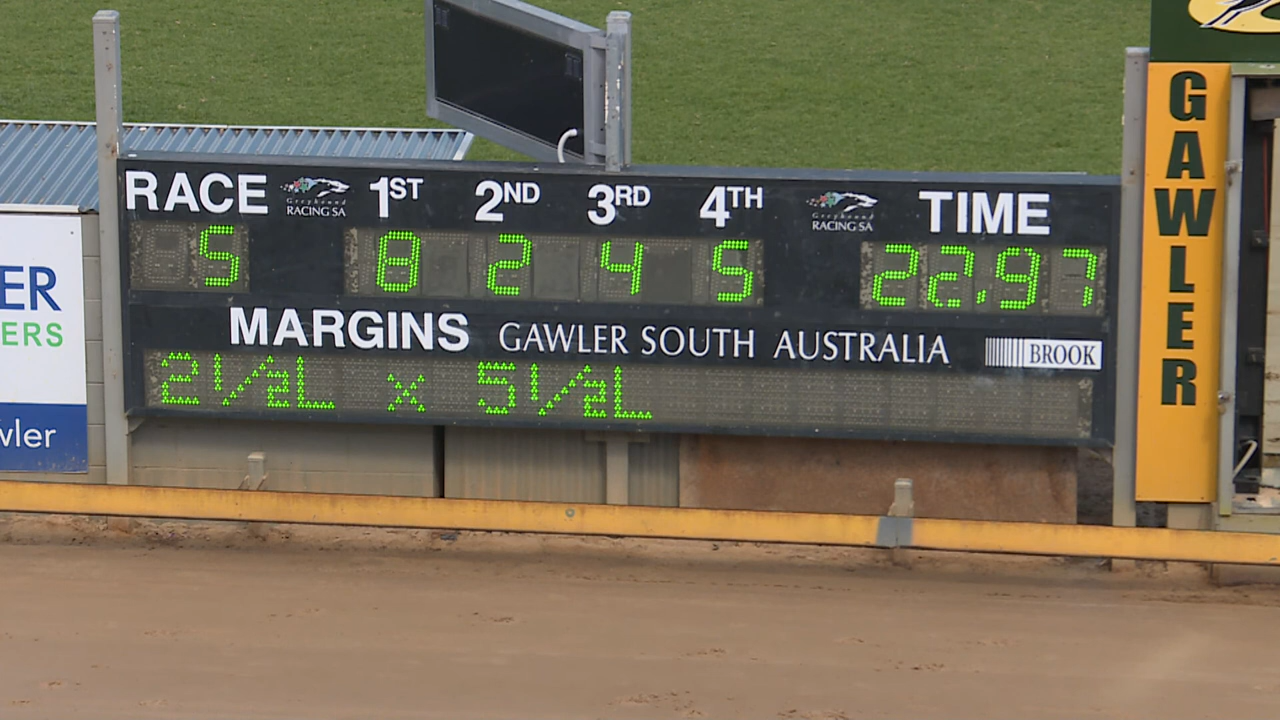 RACE 1ST 2ND 3RD 4TH TIME
Greyhound RACING SA
Greyhound RACING SA
5 8 2 4 5 22.97
MARGINS GAWLER SOUTH AUSTRALIA BROOK
2½L x 5½L
GAWLER
ER
ERS
wler